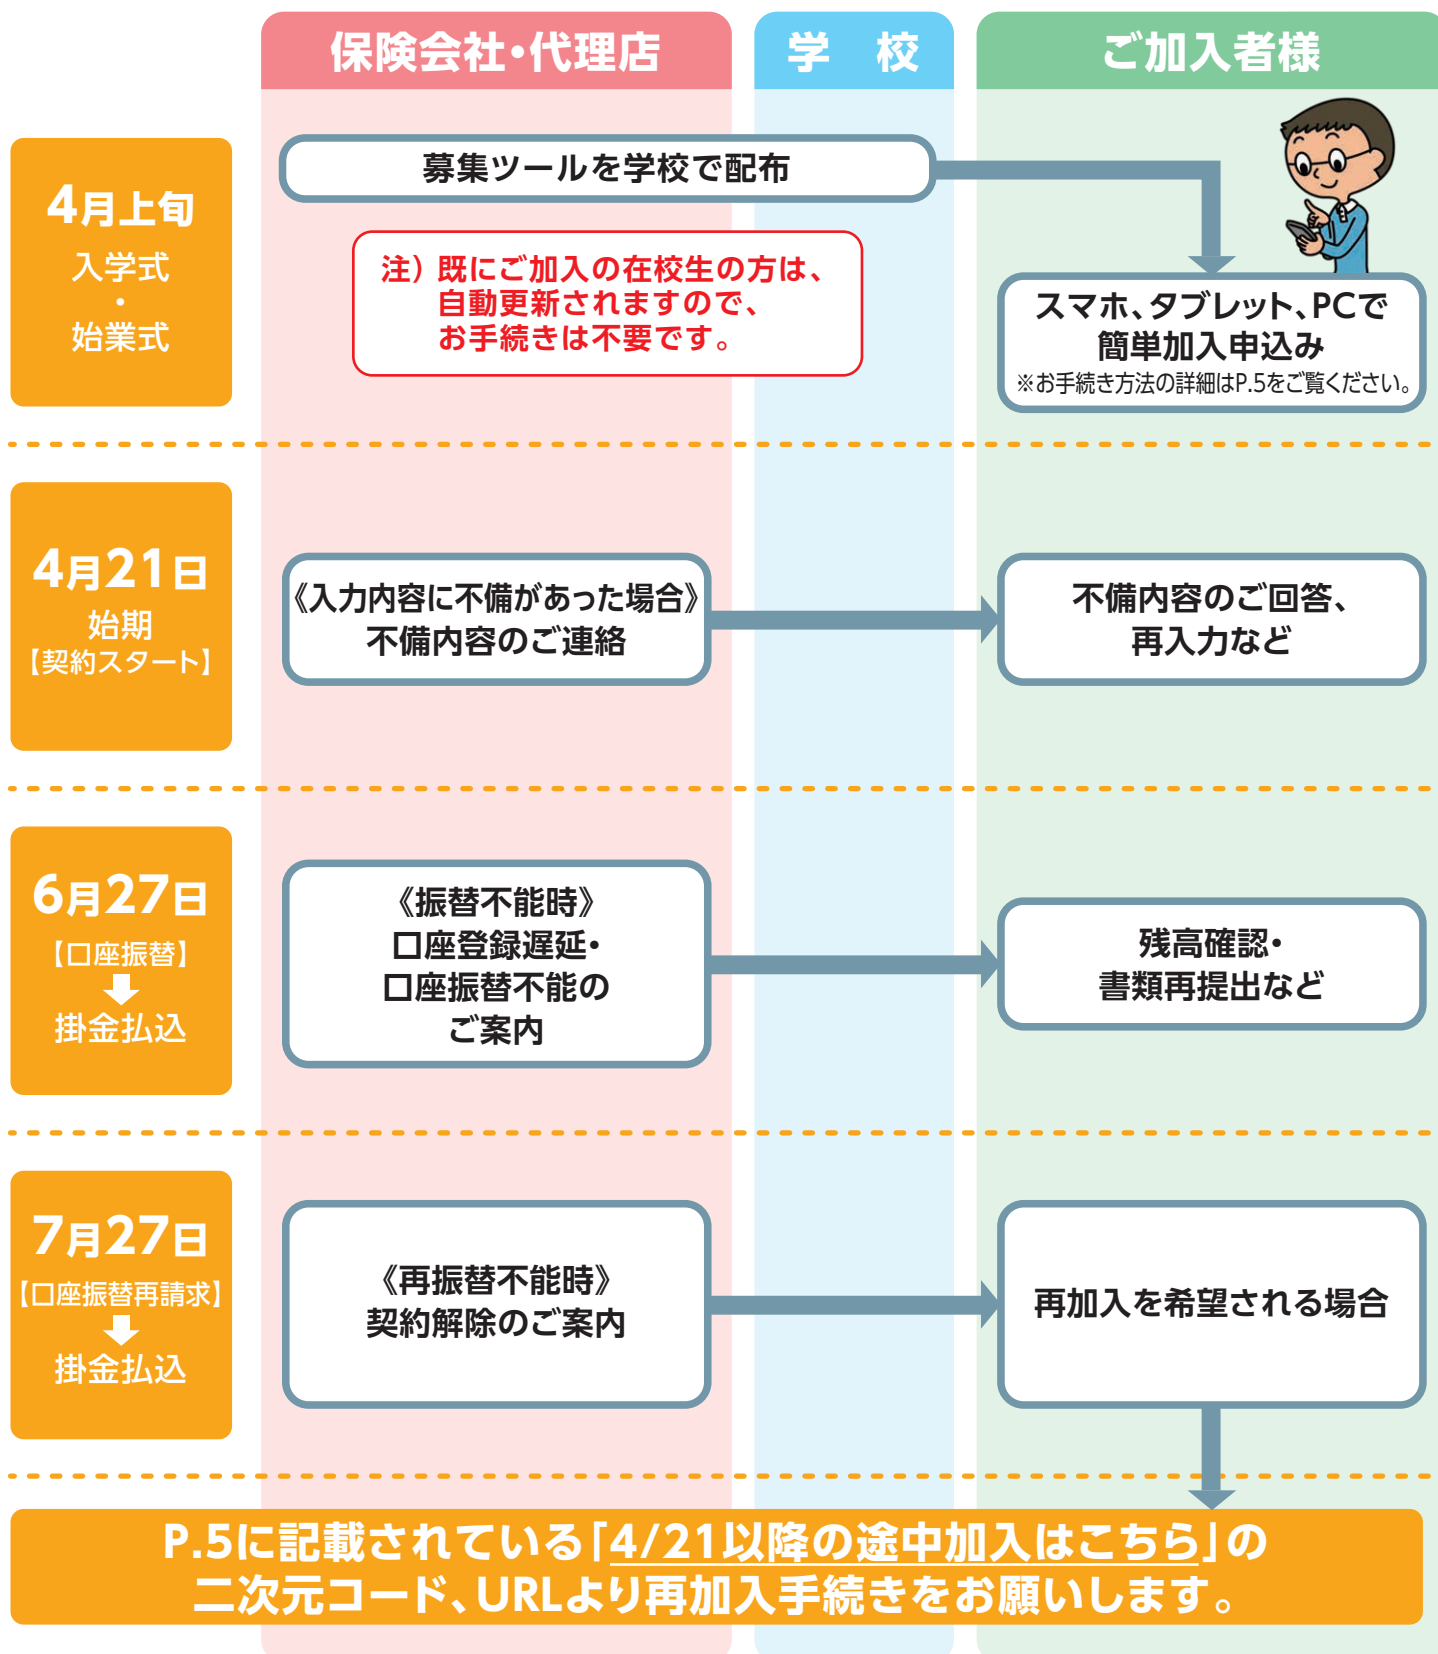 保険会社・代理店
学 校
ご加入者様
4月上旬
入学式
・
始業式
募集ツールを学校で配布
注）既にご加入の在校生の方は、
自動更新されますので、
お手続きは不要です。
スマホ、タブレット、PCで
簡単加入申込み
※お手続き方法の詳細はP.5をご覧ください。
4月21日
始期
【契約スタート】
《入力内容に不備があった場合》
不備内容のご連絡
不備内容のご回答、
再入力など
6月27日
【口座振替】
掛金払込
《振替不能時》
口座登録遅延・
口座振替不能の
ご案内
残高確認・
書類再提出など
7月27日
【口座振替再請求】
掛金払込
《再振替不能時》
契約解除のご案内
再加入を希望される場合
P.5に記載されている「4/21以降の途中加入はこちら」の
二次元コード、URLより再加入手続きをお願いします。